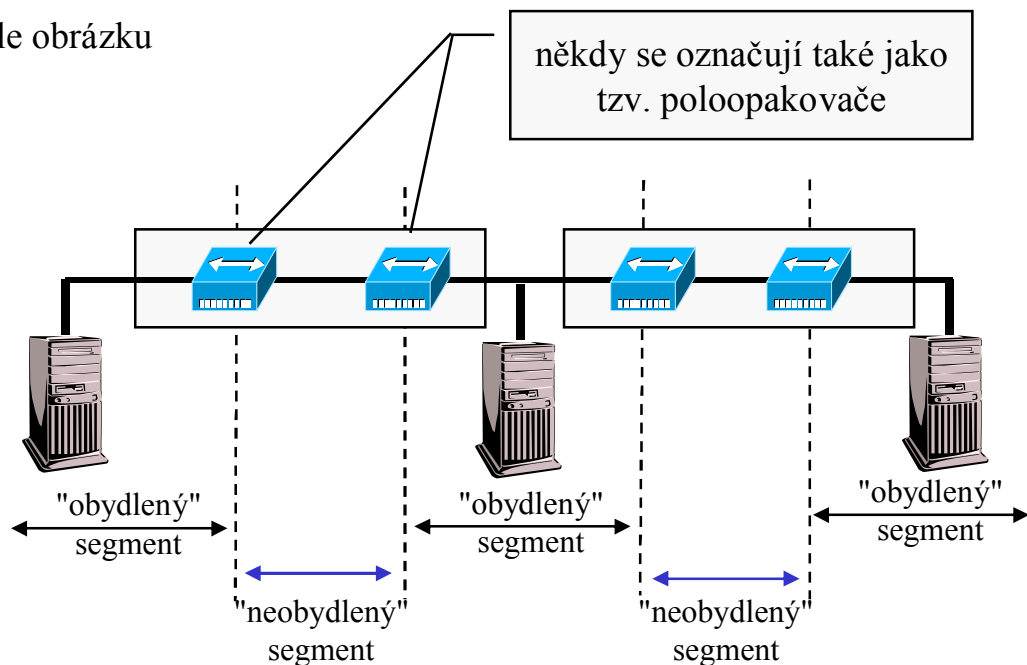 le obrázku
někdy se označují také jako
tzv. poloopakovače
"obydlený"
segment
"obydlený"
segment
"obydlený"
segment
"neobydlený"
segment
"neobydlený"
segment